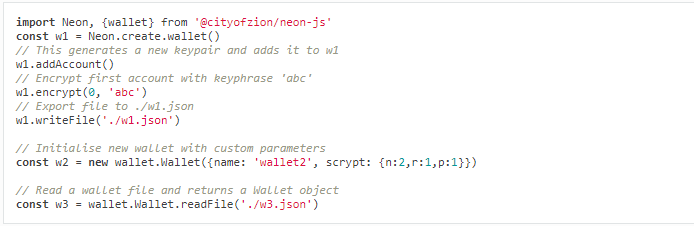 import Neon, {wallet} from '@cityofzion/neon-js'
const w1 = Neon.create.wallet()
// This generates a new keypair and adds it to w1
w1.addAccount()
// Encrypt first account with keyphrase 'abc'
w1.encrypt(0, 'abc')
// Export file to ./w1.json
w1.writeFile('./w1.json')

// Initialise new wallet with custom parameters
const w2 = new wallet.Wallet({name: 'wallet2', scrypt: {n:2,r:1,p:1}})

// Read a wallet file and returns a Wallet object
const w3 = wallet.Wallet.readFile('./w3.json')